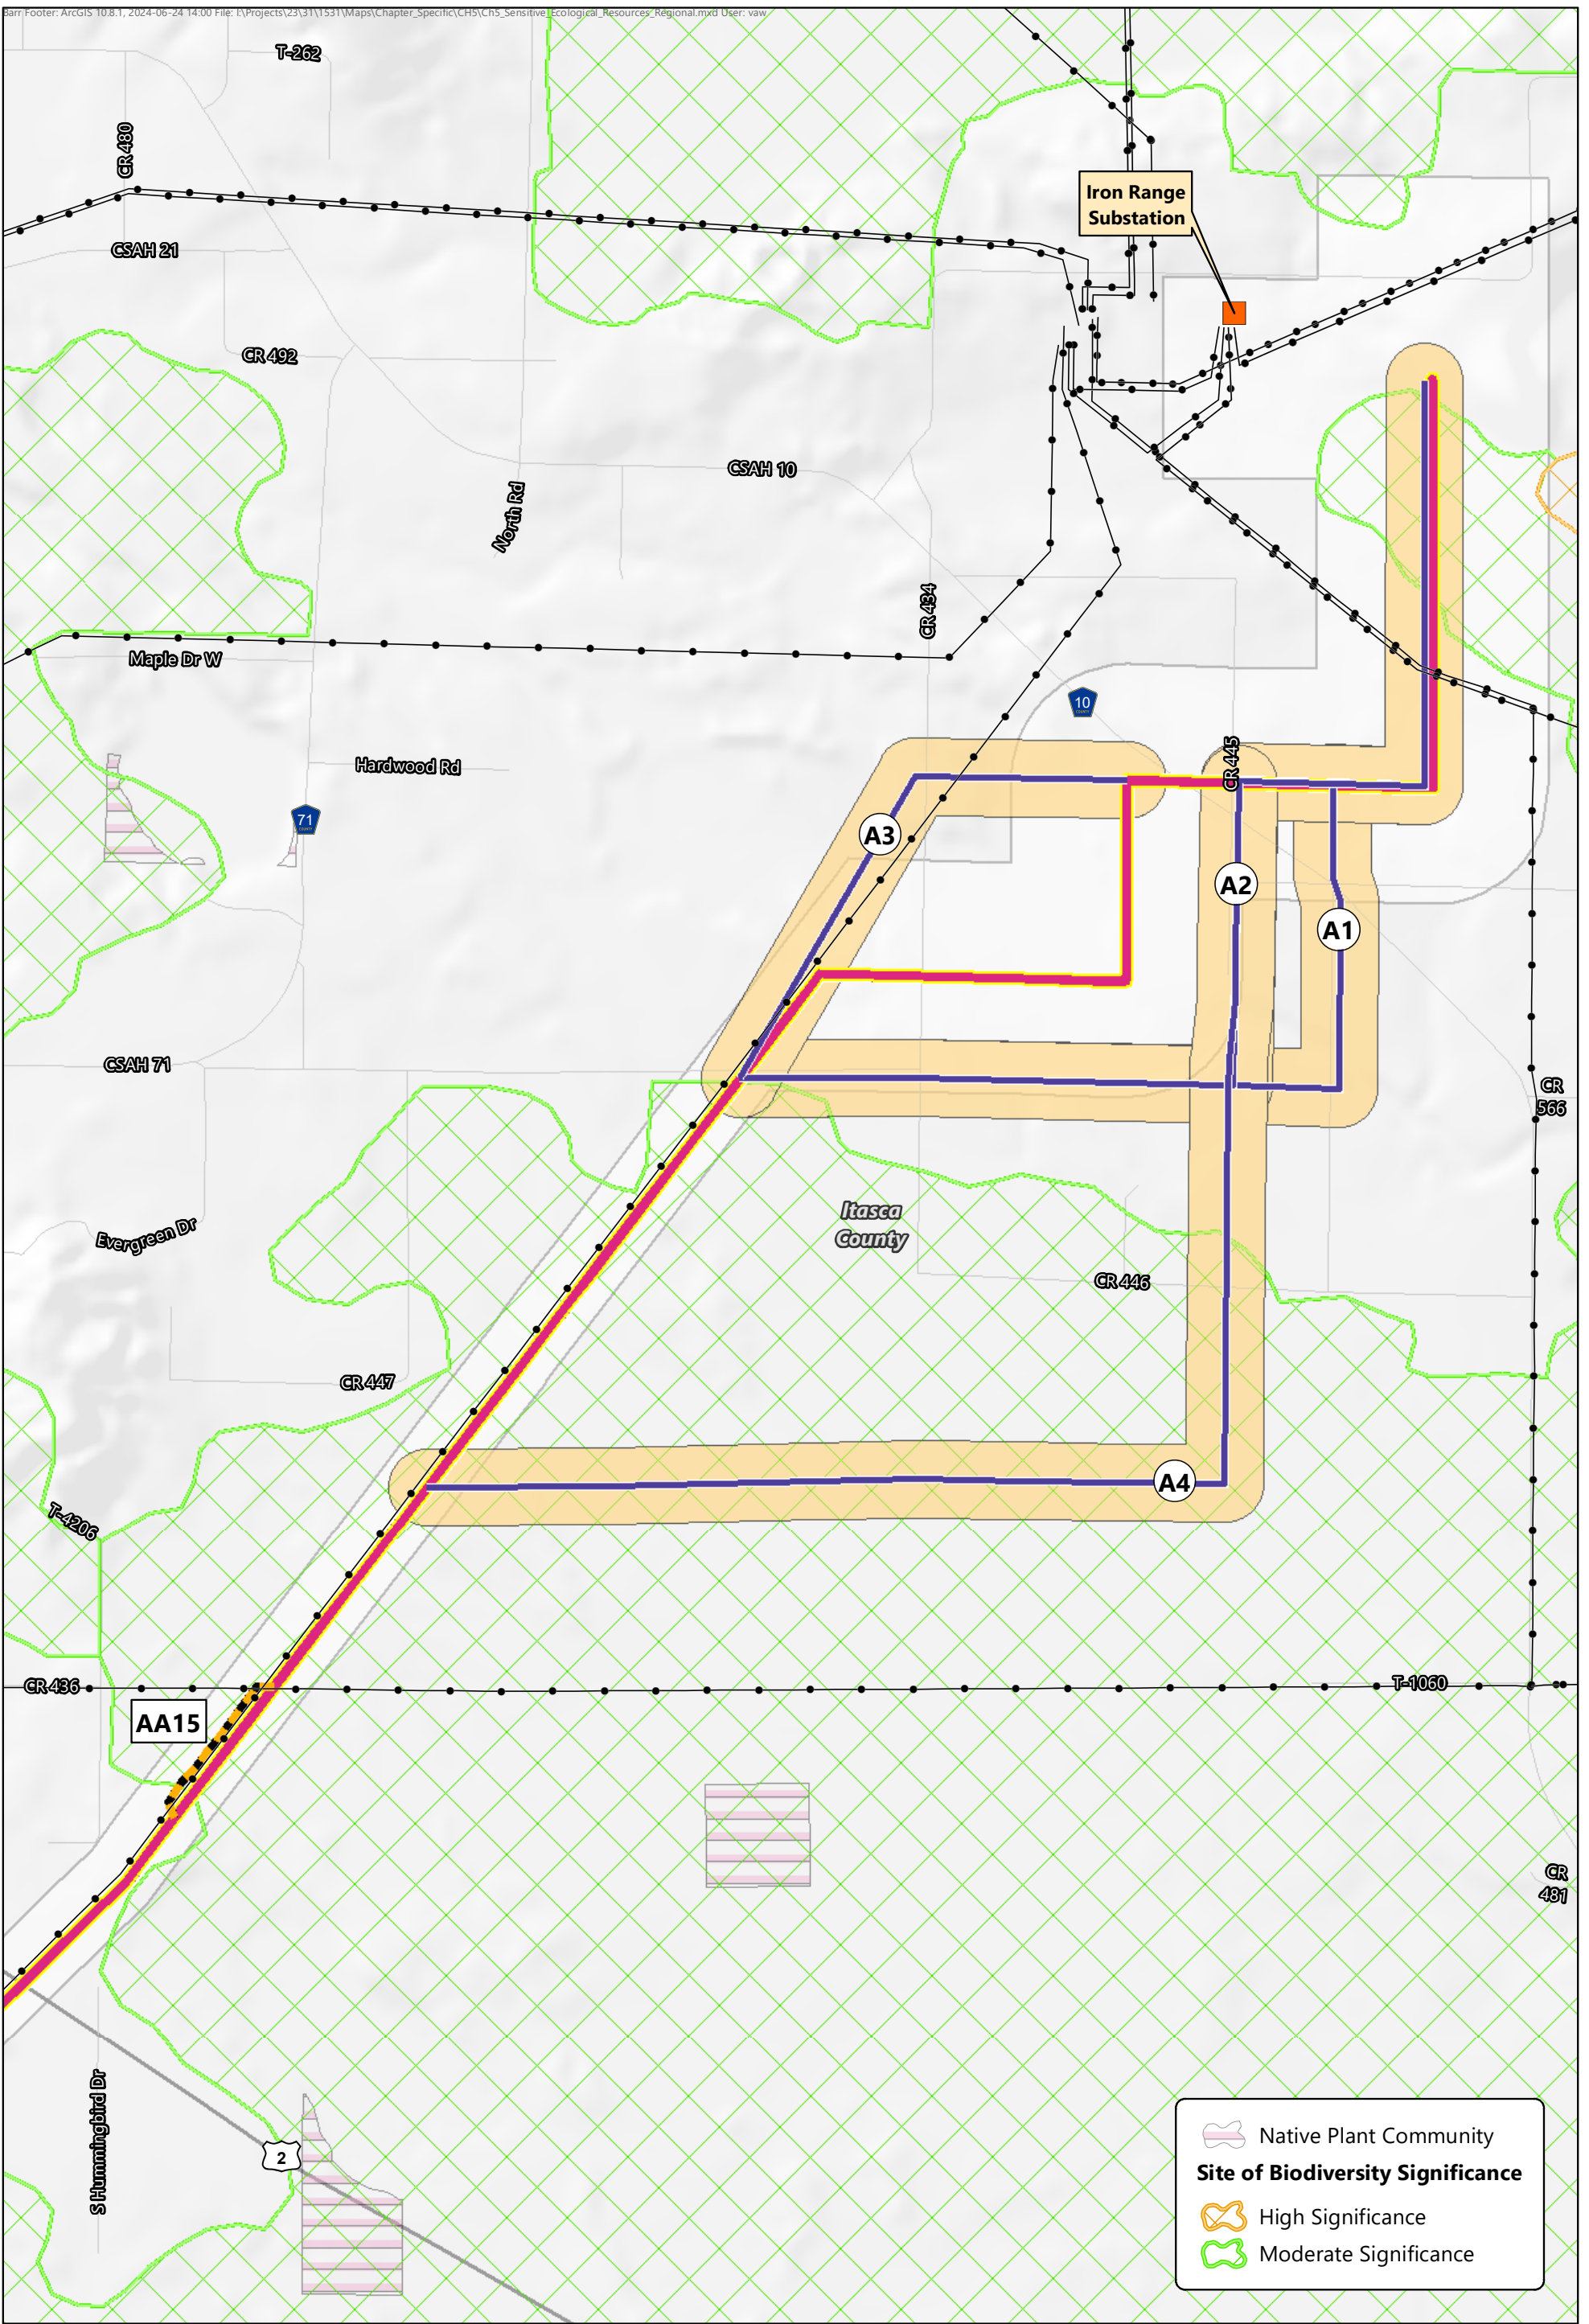 Barr Footer: ArcGIS 10.8.1, 2024-06-24 14:00 File: I:\Projects\23\31\1531\Maps\Chapter_Specific\CH5\Ch5_Sensitive_Ecological_Resources_Regional.mxd User: vaw
T-262
CR 480
Iron Range
Substation
CSAH 21
CR 492
CSAH 10
North Rd
CR 434
Maple Dr W
10
COUNTY
CR 445
Hardwood Rd
71
COUNTY
A3
A2
A1
CSAH 71
CR
566
Itasca
County
Evergreen Dr
CR 446
CR 447
A4
T-4206
CR 436
T-1060
AA15
CR
481
S Hummingbird Dr
2
Native Plant Community
Site of Biodiversity Significance
High Significance
Moderate Significance